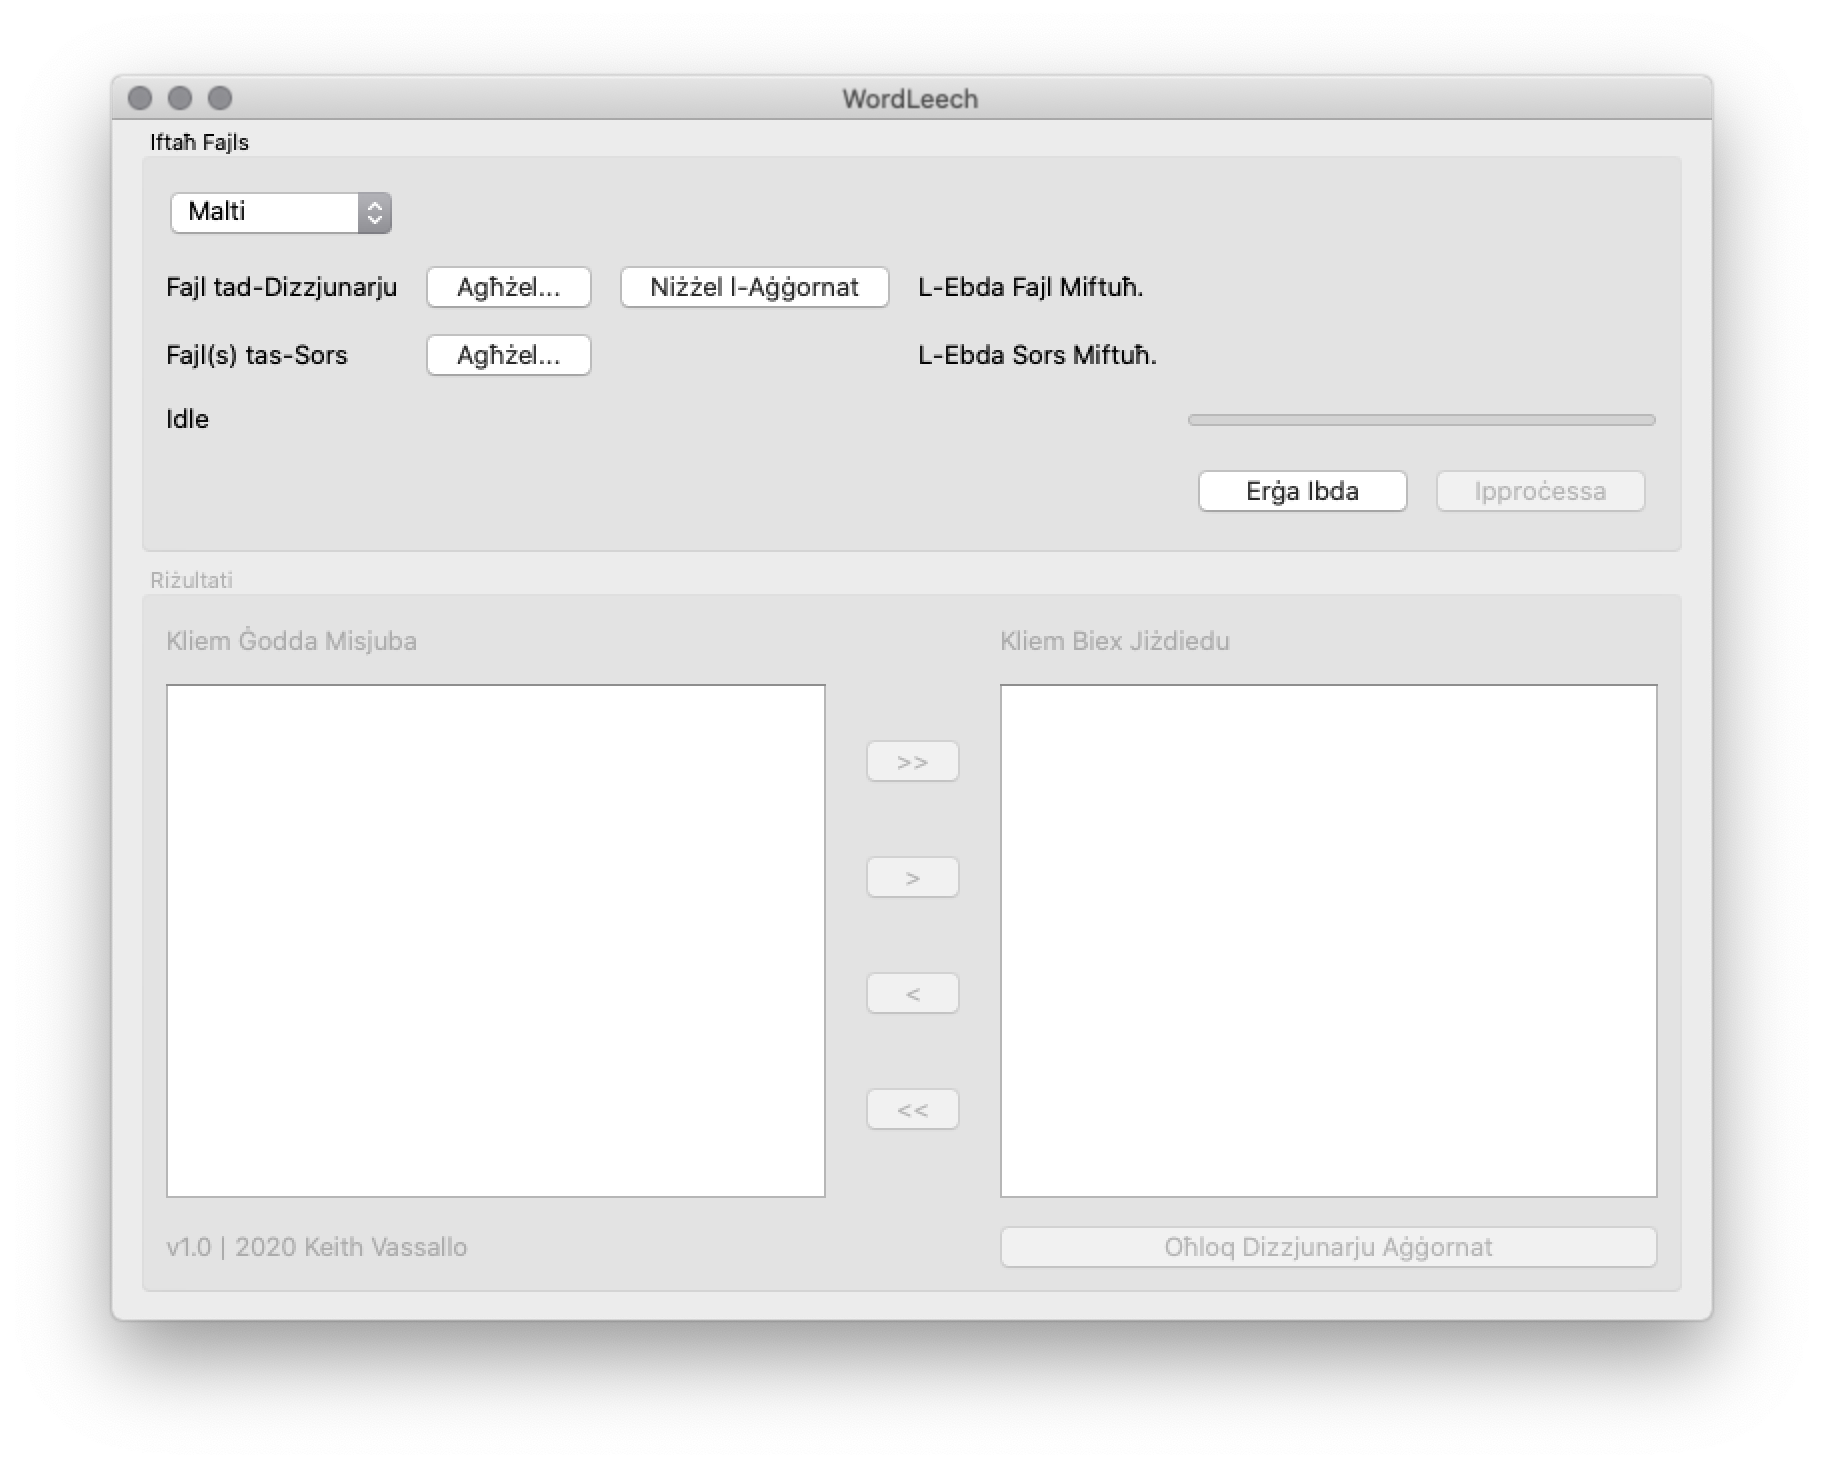 WordLeech
Iftaħ Fajls
Malti
Fajl tad-Dizzjunarju Agħżel... Niżżel l-Aġġornat L-Ebda Fajl Miftuħ.
Fajl(s) tas-Sors Agħżel... L-Ebda Sors Miftuħ.
Idle
Erġa Ibda Ipproċessa
Riżultati
Kliem Ġodda Misjuba Kliem Biex Jiżdiedu
>>
>
<
<<
v1.0 | 2020 Keith Vassallo Oħloq Dizzjunarju Aġġornat